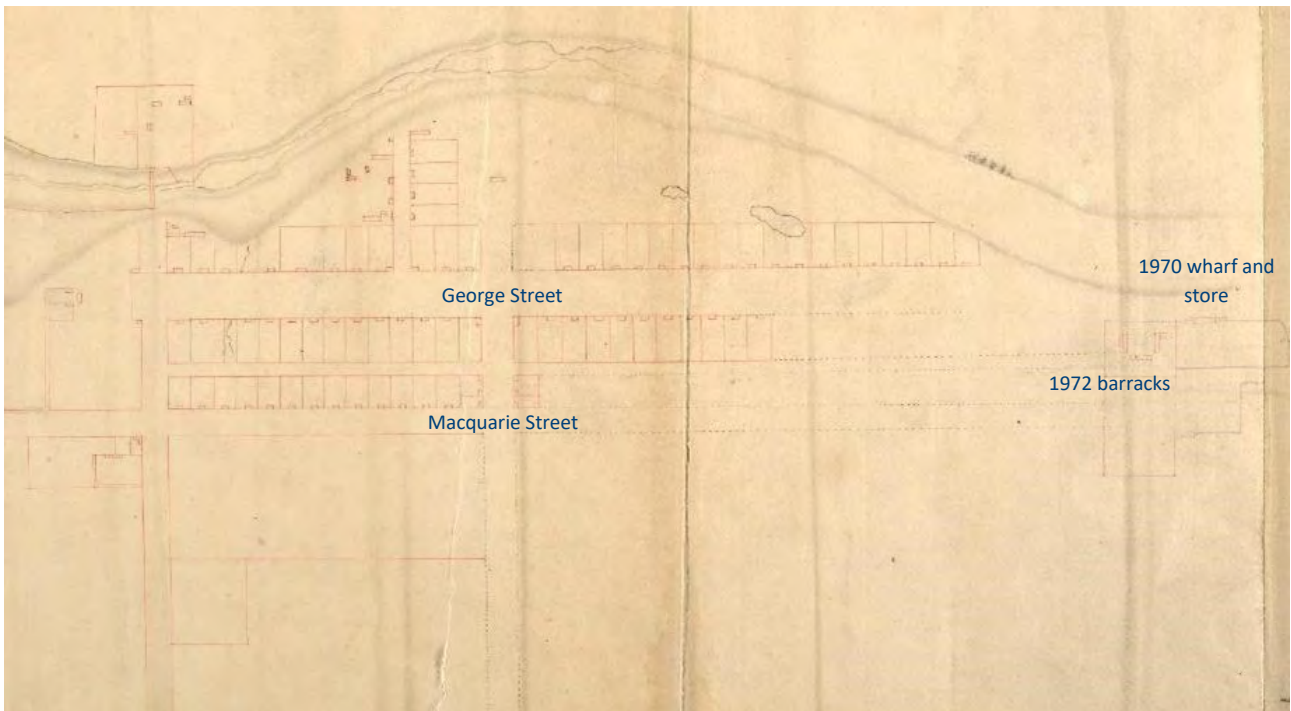 1970 wharf and
store
George Street
1972 barracks
Macquarie Street